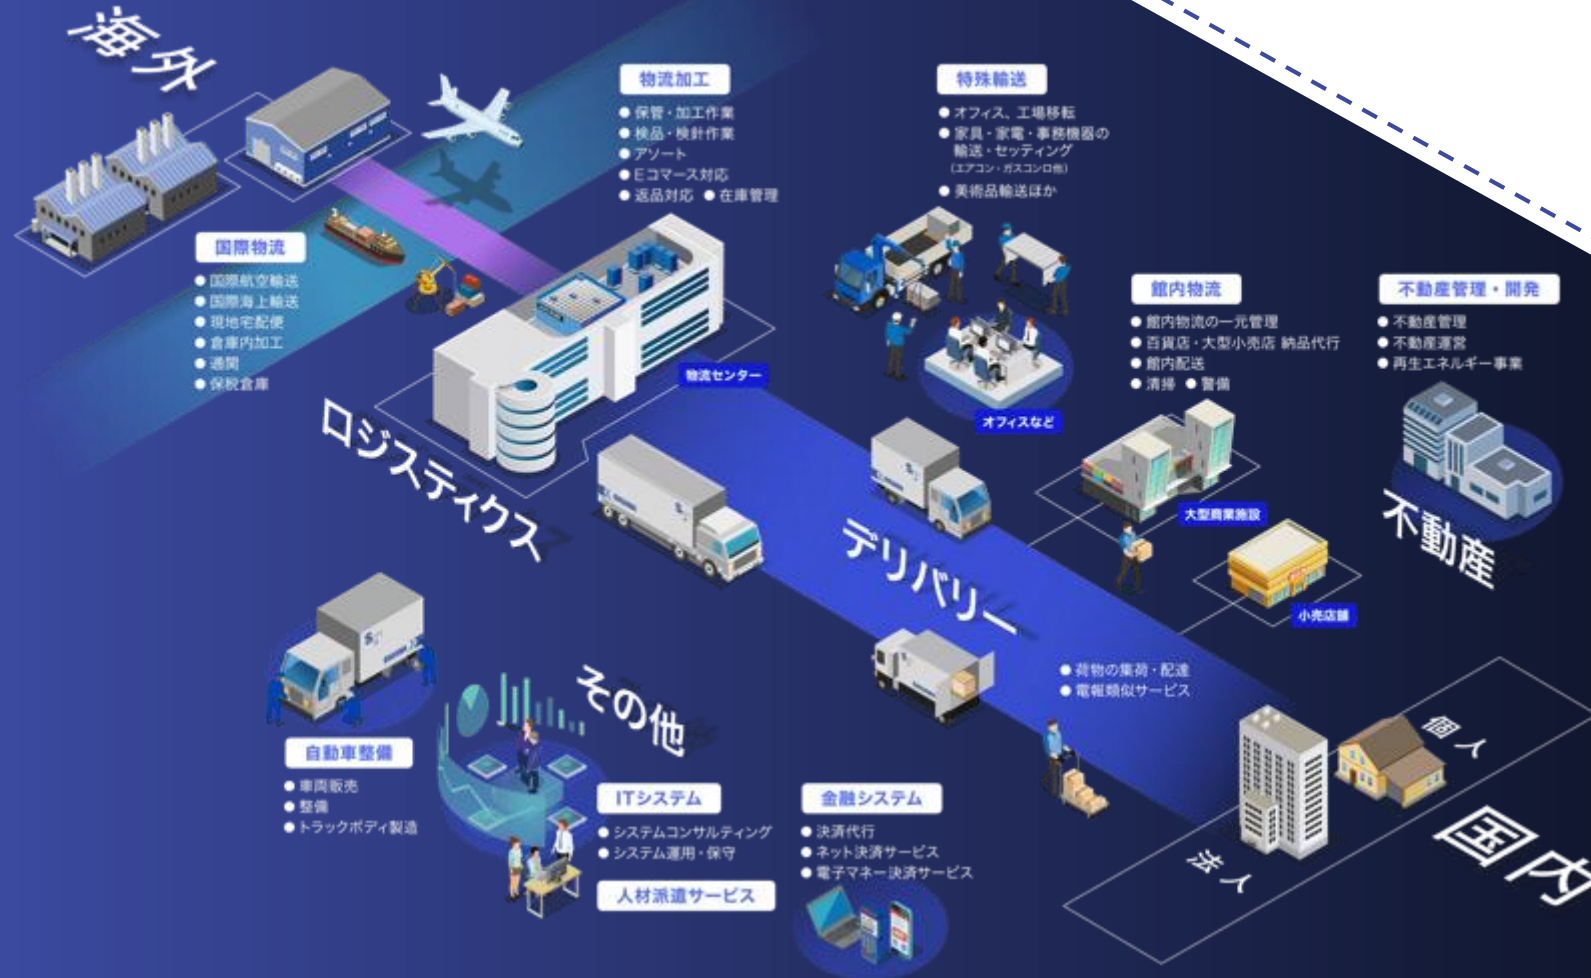 海外
物流加工
● 保管・加工作業
● 検品・検針作業
● アソート
● Eコマース対応
● 返品対応 ● 在庫管理
特殊輸送
● オフィス、工場移転
● 家具・家電・事務機器の
輸送・セッティング
(エアコン・ガスコンロ他)
● 美術品輸送ほか
国際物流
● 国際航空輸送
● 国際海上輸送
● 現地宅配便
● 倉庫内加工
● 通関
● 保税倉庫
館内物流
● 館内物流の一元管理
● 百貨店・大型小売店 納品代行
● 館内配送
● 清掃 ● 警備
不動産管理・開発
● 不動産管理
● 不動産運営
● 再生エネルギー事業
物流センター
オフィスなど
ロジスティクス
大型商業施設
不動産
デリバリー
小売店舗
● 荷物の集荷・配達
● 電報類似サービス
その他
自動車整備
● 車両販売
● 整備
● トラックボディ製造
ITシステム
● システムコンサルティング
● システム運用・保守
人材派遣サービス
金融システム
● 決済代行
● ネット決済サービス
● 電子マネー決済サービス
個人
法人
国内